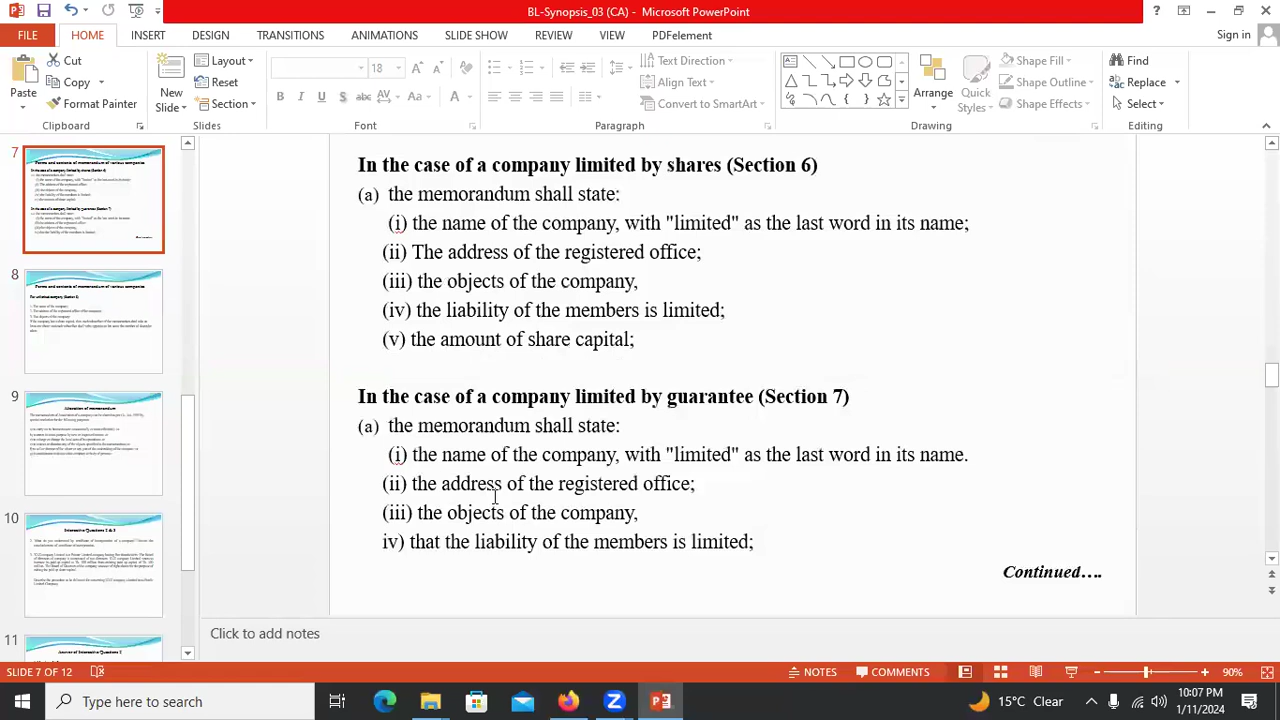 BL-Synopsis_03 (CA) - Microsoft PowerPoint
Sign in
FILE HOME INSERT DESIGN TRANSITIONS ANIMATIONS SLIDE SHOW REVIEW VIEW PDFelement
Paste
Cut
Copy
Format Painter
Clipboard
New Slide
Layout
Reset
Section
Slides
18
Font
Text Direction
Align Text
Convert to SmartArt
Paragraph
Arrange
Quick Styles
Shape Fill
Shape Outline
Shape Effects
Drawing
Find
Replace
Select
Editing
7
8
9
10
11
In the case of a company limited by shares (Section 6)
(a) the memorandum shall state:
(i) the name of the company, with "limited" as the last word in its name;
(ii) The address of the registered office;
(iii) the objects of the company,
(iv) the liability of the members is limited;
(v) the amount of share capital;
In the case of a company limited by guarantee (Section 7)
(a) the memorandum shall state:
(i) the name of the company, with "limited" as the last word in its name.
(ii) the address of the registered office;
(iii) the objects of the company,
iv) that the liability of the members is limited;
Continued….
Click to add notes
SLIDE 7 OF 12
NOTES
COMMENTS
90%
Type here to search
15°C Clear
10:07 PM
1/11/2024